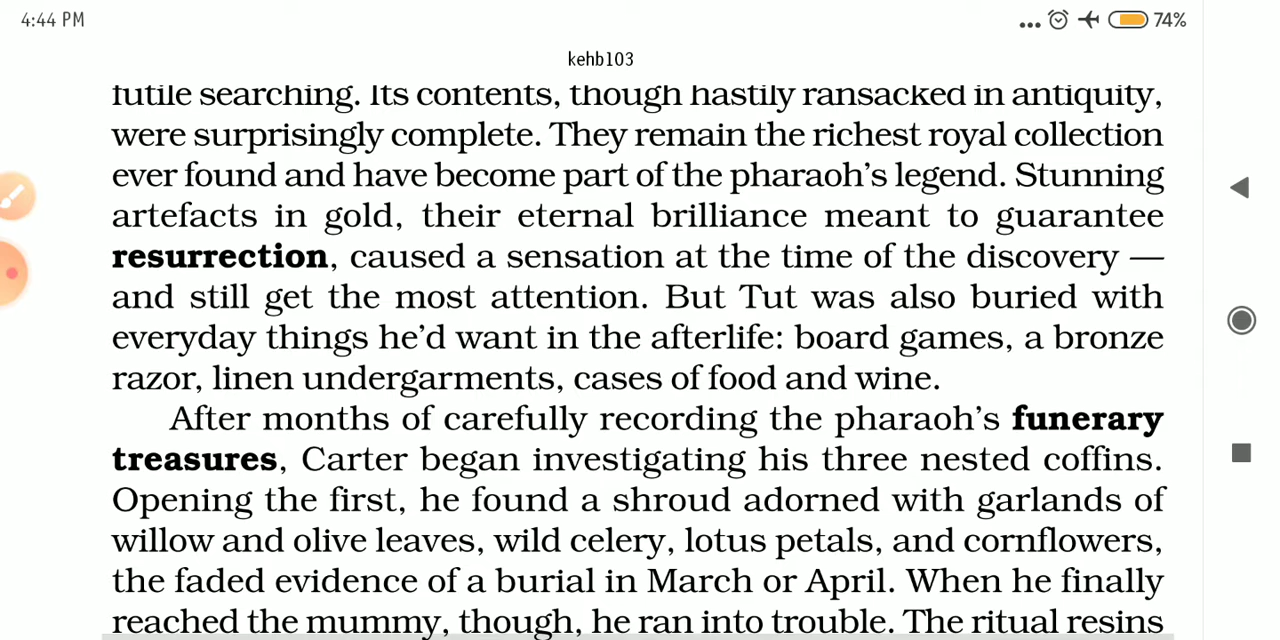 4:44 PM
74%
kehb103
futile searching. Its contents, though hastily ransacked in antiquity,
were surprisingly complete. They remain the richest royal collection
ever found and have become part of the pharaoh's legend. Stunning
artefacts in gold, their eternal brilliance meant to guarantee
resurrection, caused a sensation at the time of the discovery —
and still get the most attention. But Tut was also buried with
everyday things he'd want in the afterlife: board games, a bronze
razor, linen undergarments, cases of food and wine.
After months of carefully recording the pharaoh's funerary
treasures, Carter began investigating his three nested coffins.
Opening the first, he found a shroud adorned with garlands of
willow and olive leaves, wild celery, lotus petals, and cornflowers,
the faded evidence of a burial in March or April. When he finally
reached the mummy, though, he ran into trouble. The ritual resins